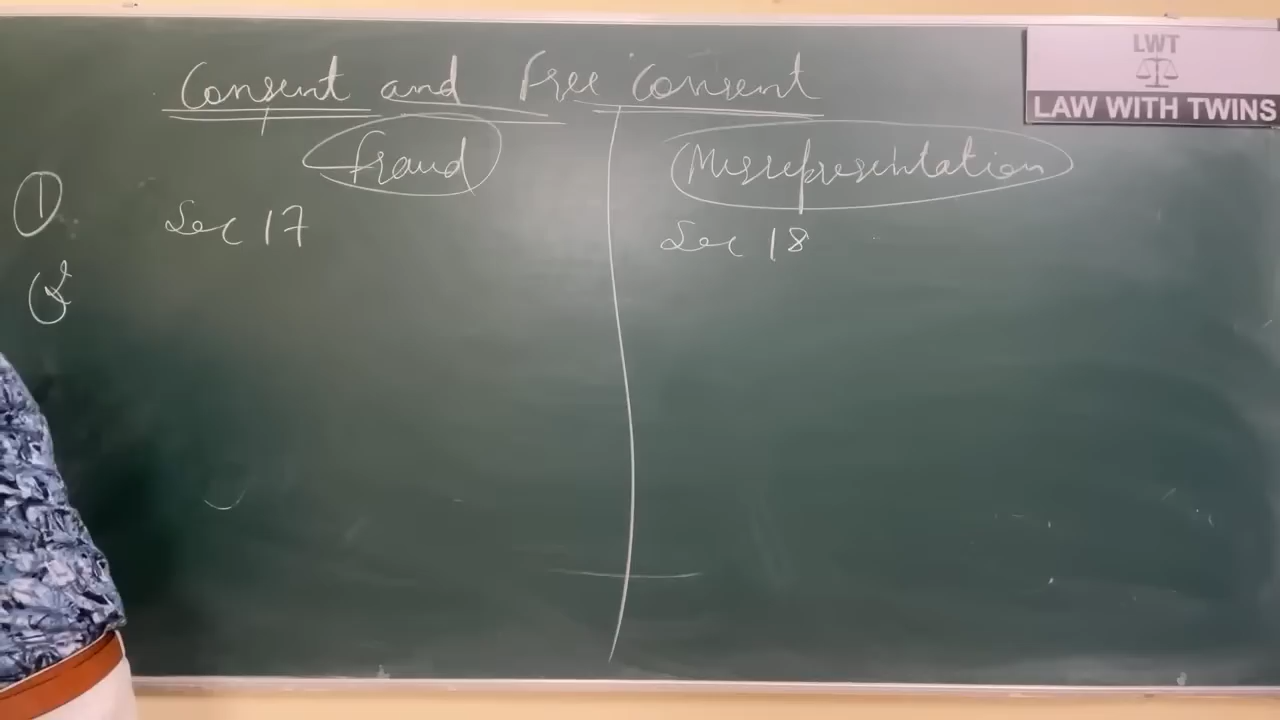 Consent and Free Consent
LWT
LAW WITH TWINS
Fraud Misrepresentation
① Sec 17 Sec 18